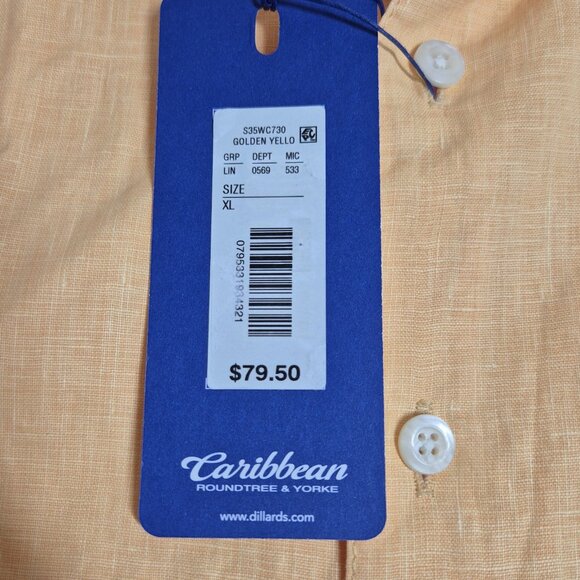 S35WC730
GOLDEN YELLO
GRP DEPT MIC
LIN 0569 533
SIZE
XL
0795331934321
$79.50
Caribbean
ROUNDTREE & YORKE
www.dillards.com